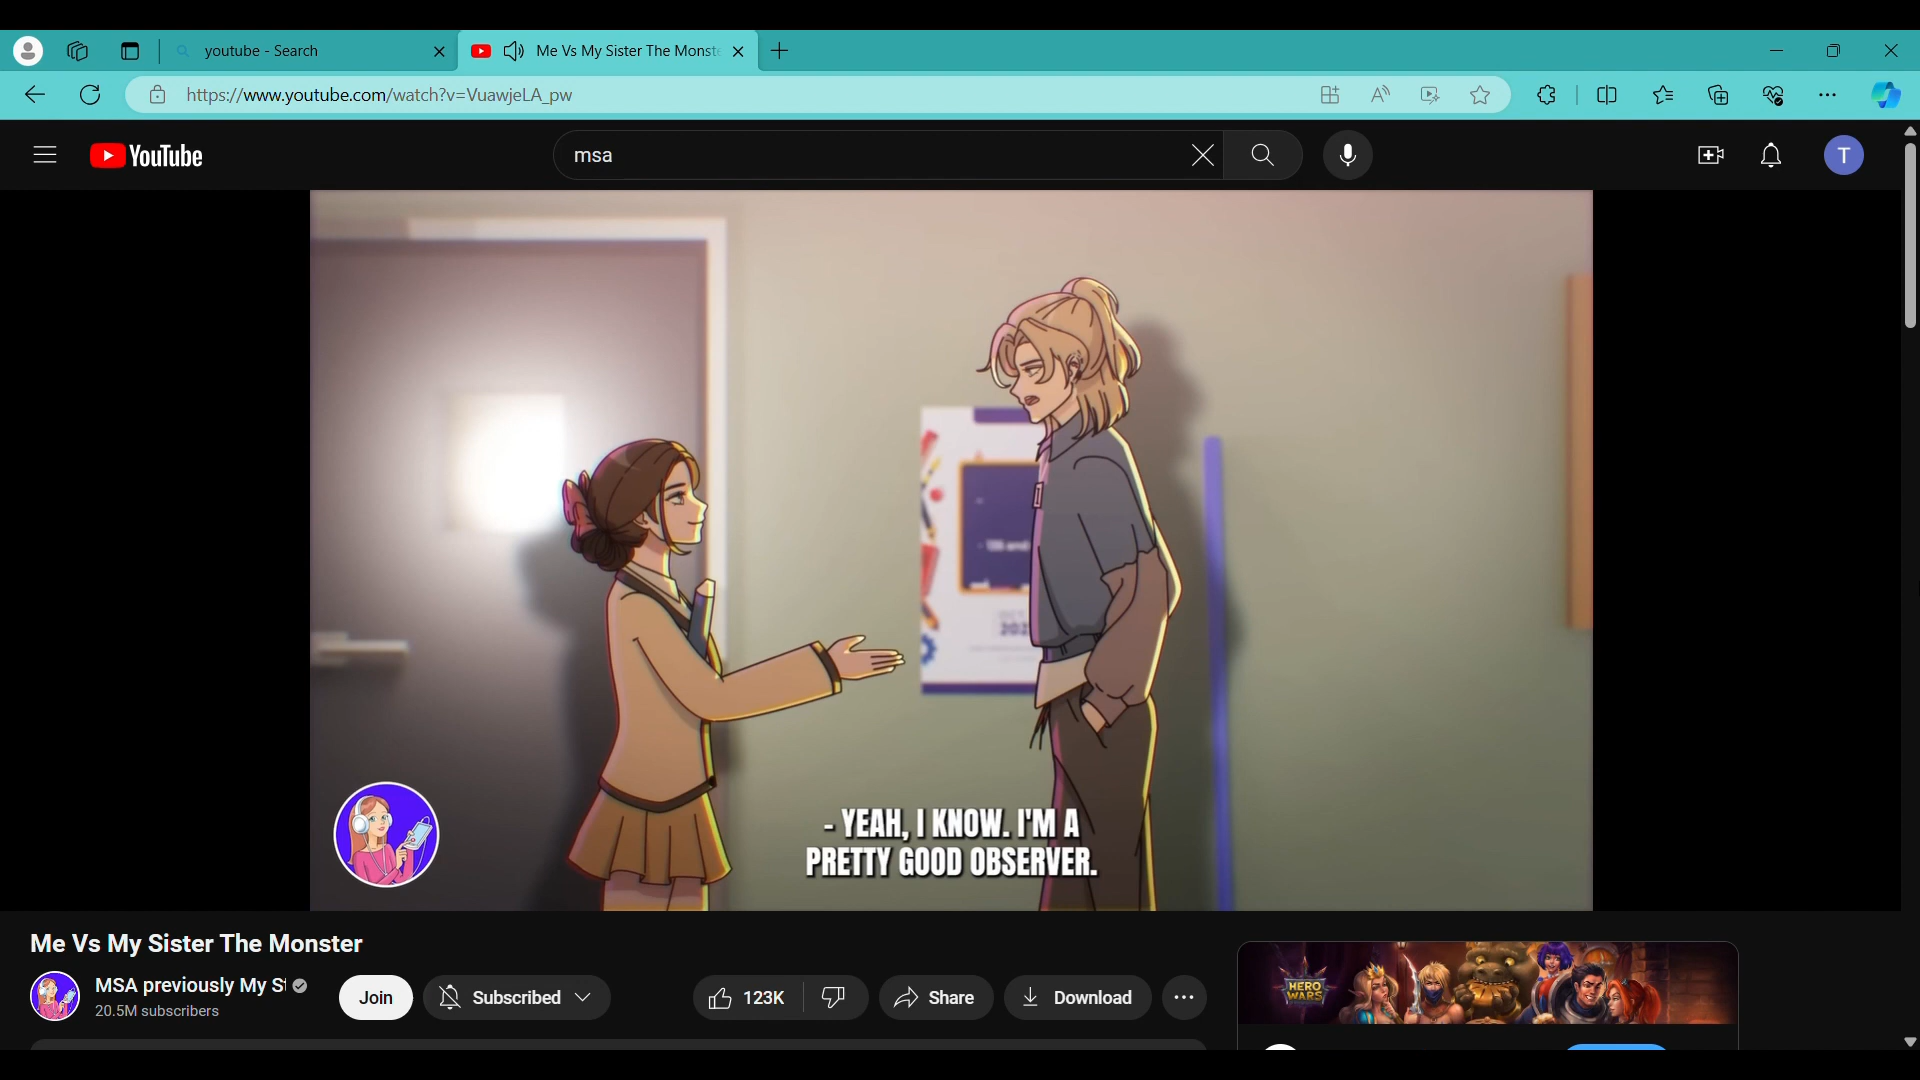 youtube - Search
Me Vs My Sister The Monste
https://www.youtube.com/watch?v=VuawjeLA_pw
YouTube
msa
T
- YEAH, I KNOW. I'M A
PRETTY GOOD OBSERVER.
Me Vs My Sister The Monster
MSA previously My St
20.5M subscribers
Join
Subscribed
123K
Share
Download
HERO
WARS